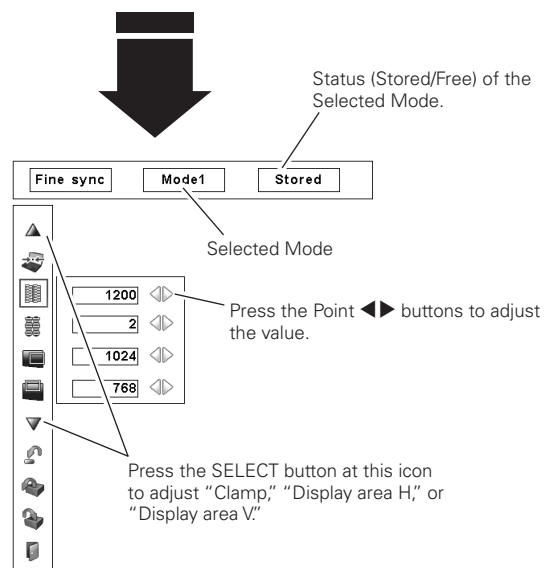 Status (Stored/Free) of the
Selected Mode.
Fine sync
Mode1
Stored
Selected Mode
1200
2
1024
768
Press the Point ◀▶ buttons to adjust
the value.
Press the SELECT button at this icon
to adjust “Clamp,” “Display area H,” or
“Display area V.”